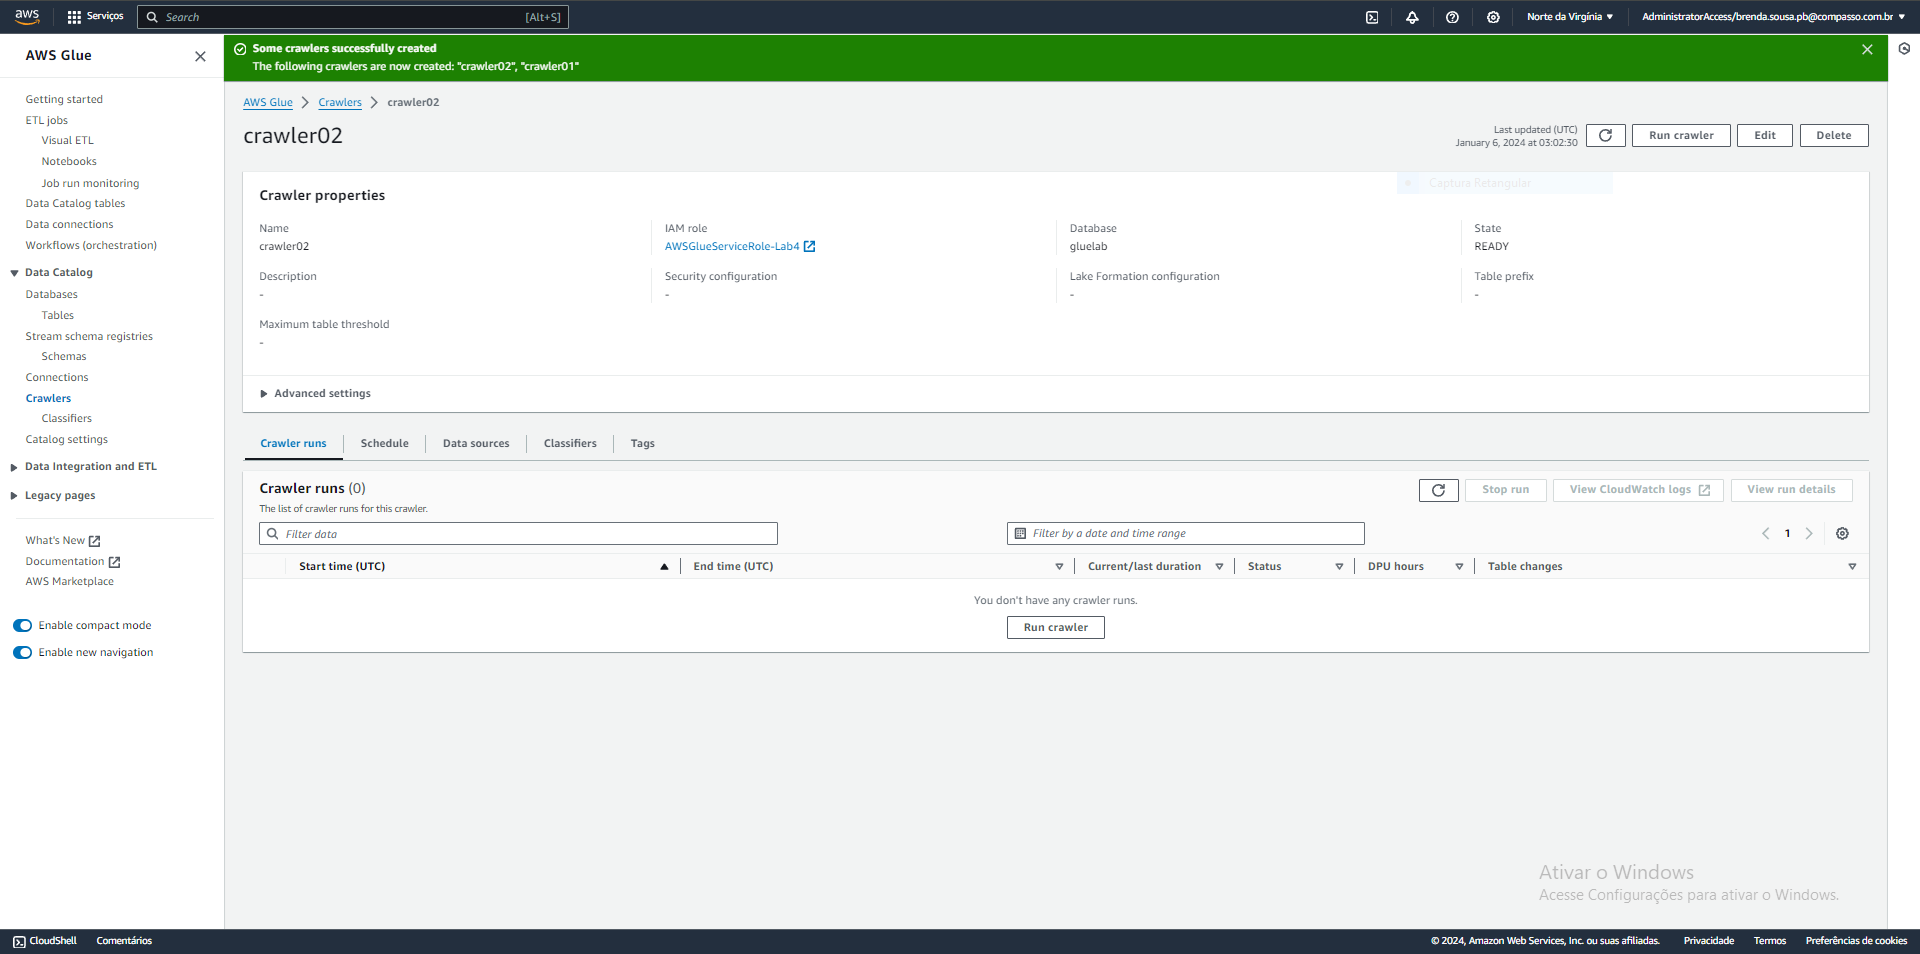 aws
Serviços
Search
[Alt+S]
Norte da Virgínia
AdministratorAccess/brenda.sousa.pb@compasso.com.br
AWS Glue
Getting started
ETL jobs
Visual ETL
Notebooks
Job run monitoring
Data Catalog tables
Data connections
Workflows (orchestration)
Data Catalog
Databases
Tables
Stream schema registries
Schemas
Connections
Crawlers
Classifiers
Catalog settings
Data Integration and ETL
Legacy pages
What's New
Documentation
AWS Marketplace
Enable compact mode
Enable new navigation
Some crawlers successfully created
The following crawlers are now created: "crawler02", "crawler01"
AWS Glue
Crawlers
crawler02
crawler02
Last updated (UTC)
January 6, 2024 at 03:02:30
Run crawler
Edit
Delete
Captura Retangular
Crawler properties
Name
crawler02
IAM role
AWSGlueServiceRole-Lab4
Database
gluelab
State
READY
Description
-
Security configuration
-
Lake Formation configuration
-
Table prefix
-
Maximum table threshold
-
Advanced settings
Crawler runs
Schedule
Data sources
Classifiers
Tags
Crawler runs (0)
The list of crawler runs for this crawler.
Stop run
View CloudWatch logs
View run details
Filter data
Filter by a date and time range
1
Start time (UTC)
End time (UTC)
Current/last duration
Status
DPU hours
Table changes
You don't have any crawler runs.
Run crawler
Ativar o Windows
Acesse Configurações para ativar o Windows.
CloudShell
Comentários
© 2024, Amazon Web Services, Inc. ou suas afiliadas.
Privacidade
Termos
Preferências de cookies